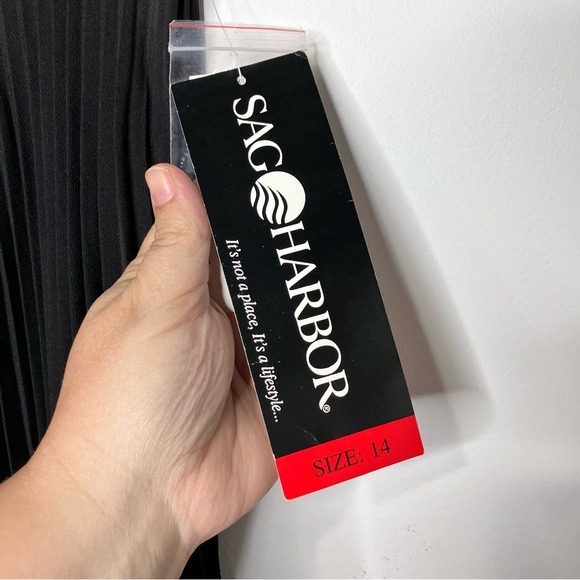 SAG HARBOR®
It's not a place, It's a lifestyle...
SIZE: 14